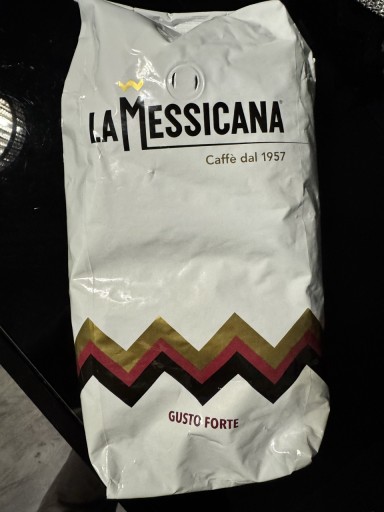 LA MESSICANA
Caffè dal 1957
GUSTO FORTE